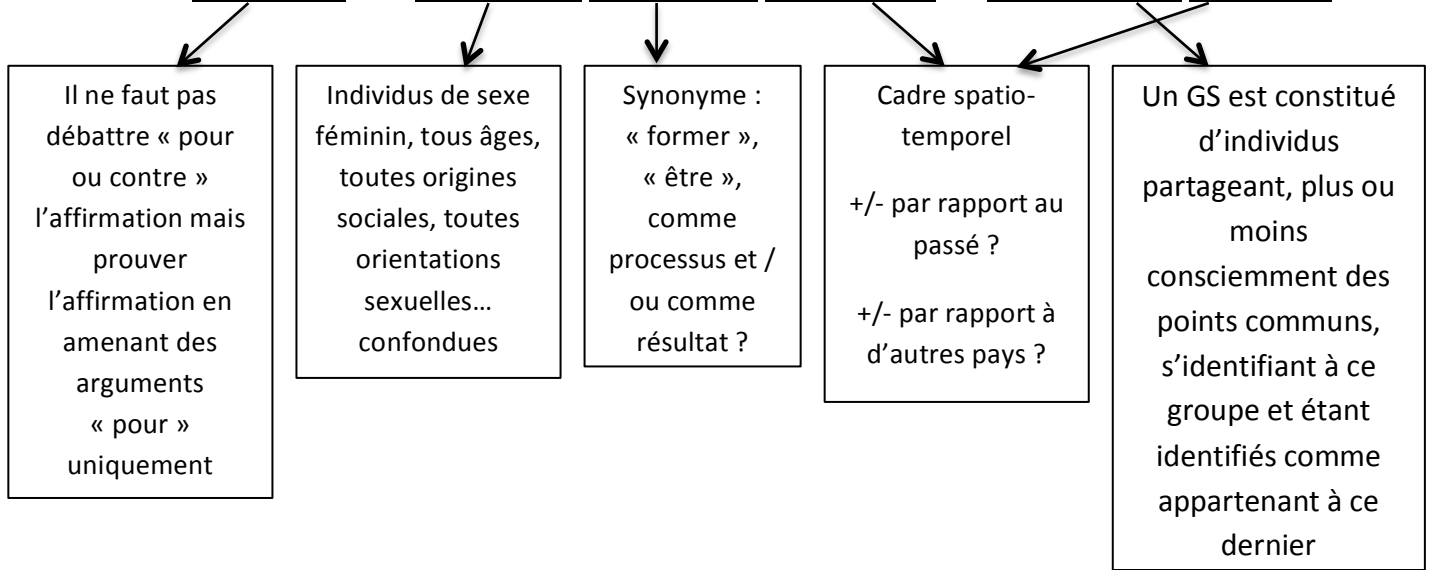 Il ne faut pas
débattre « pour
ou contre »
l’affirmation mais
prouver
l’affirmation en
amenant des
arguments
« pour »
uniquement
Individus de sexe
féminin, tous âges,
toutes origines
sociales, toutes
orientations
sexuelles…
confondues
Synonyme :
« former »,
« être »,
comme
processus et /
ou comme
résultat ?
Cadre spatio-
temporel
+/- par rapport au
passé ?
+/- par rapport à
d’autres pays ?
Un GS est constitué
d’individus
partageant, plus ou
moins
consciemment des
points communs,
s’identifiant à ce
groupe et étant
identifiés comme
appartenant à ce
dernier